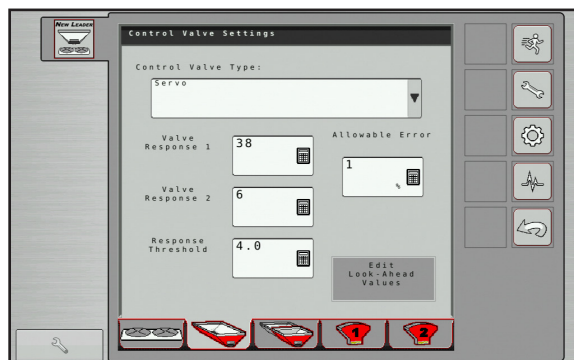 NEW LEADER
Control Valve Settings
Control Valve Type:
Servo
Valve
Response 1
38
Allowable Error
1
%
Valve
Response 2
6
Response
Threshold
4.0
Edit
Look-Ahead
Values
1
2